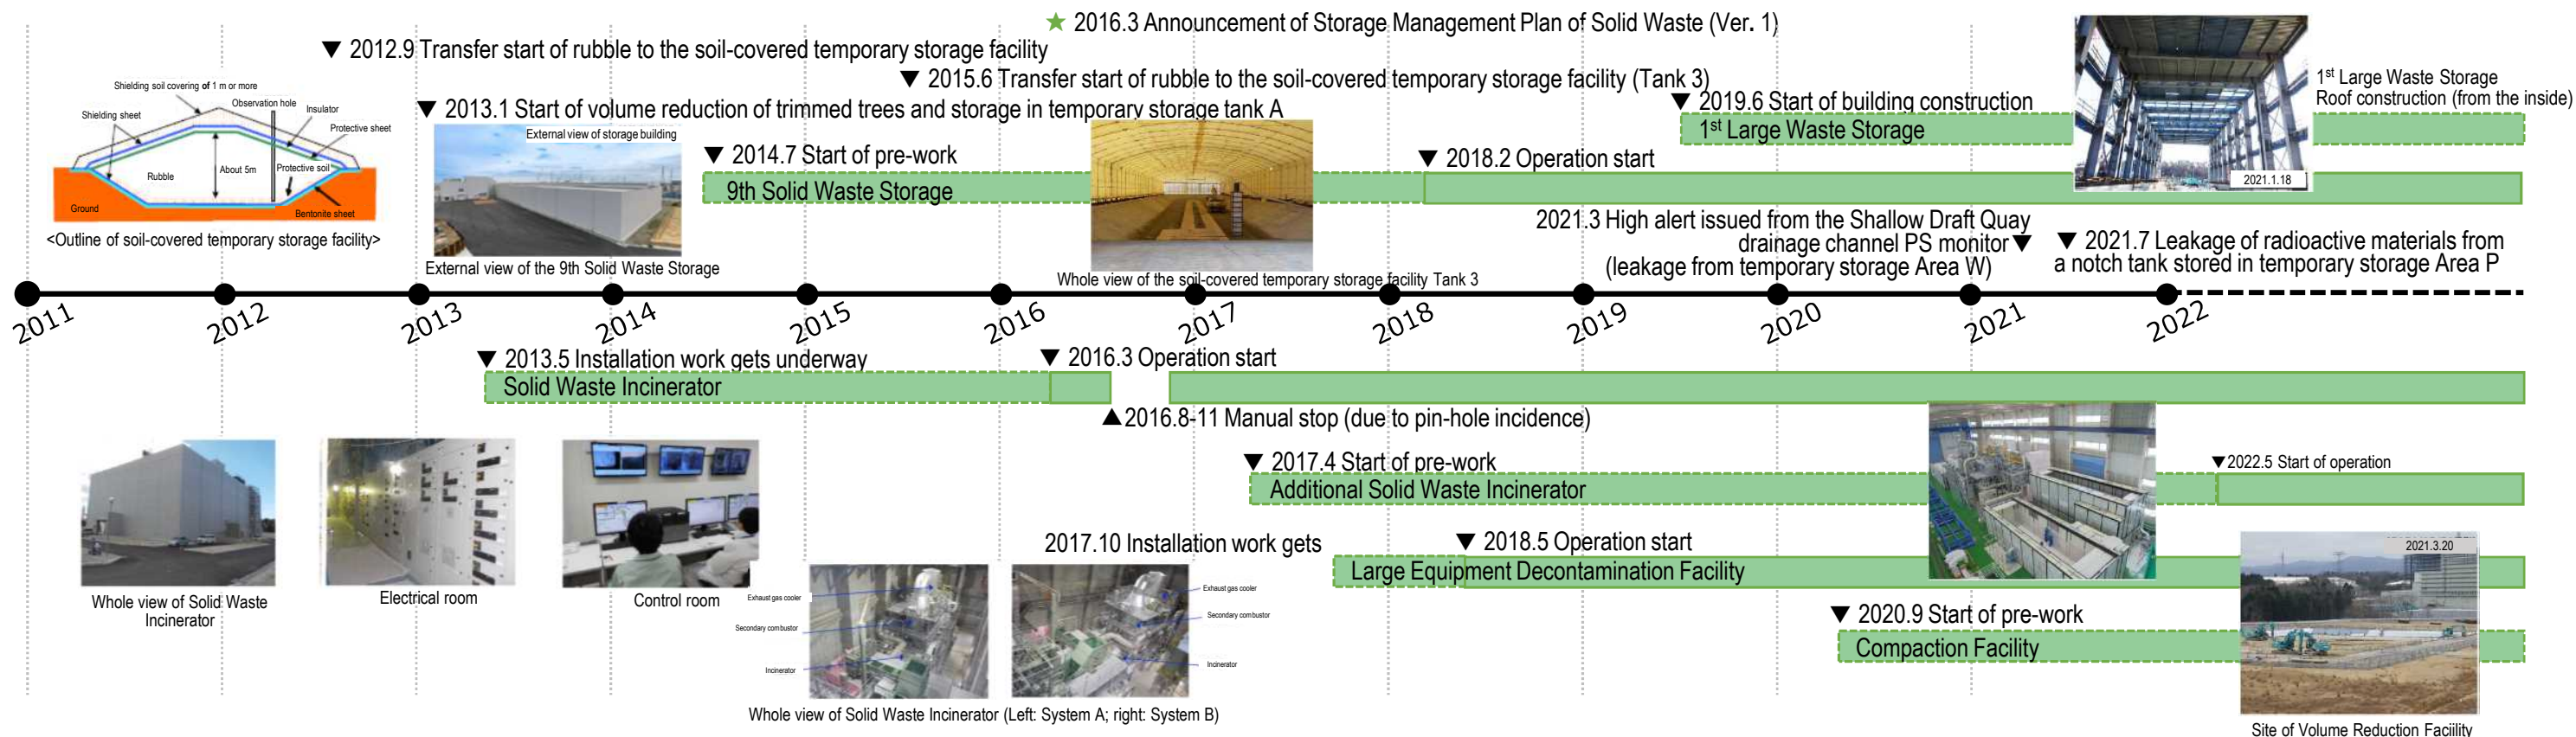 ★ 2016.3 Announcement of Storage Management Plan of Solid Waste (Ver. 1)
▼ 2012.9 Transfer start of rubble to the soil-covered temporary storage facility
▼ 2015.6 Transfer start of rubble to the soil-covered temporary storage facility (Tank 3)
▼ 2013.1 Start of volume reduction of trimmed trees and storage in temporary storage tank A
Shielding soil covering of 1 m or more
Observation hole
Insulator
Shielding sheet
Protective sheet
About 5m
Protective soil
Rubble
Ground
Bentonite sheet
<Outline of soil-covered temporary storage facility>
External view of storage building
External view of the 9th Solid Waste Storage
▼ 2014.7 Start of pre-work
9th Solid Waste Storage
▼ 2018.2 Operation start
Whole view of the soil-covered temporary storage facility Tank 3
▼ 2019.6 Start of building construction
1st Large Waste Storage
2021.1.18
1st Large Waste Storage
Roof construction (from the inside)
2021.3 High alert issued from the Shallow Draft Quay
drainage channel PS monitor ▼
(leakage from temporary storage Area W)
▼ 2021.7 Leakage of radioactive materials from
a notch tank stored in temporary storage Area P
2011
2012
2013
2014
2015
2016
2017
2018
2019
2020
2021
2022
▼ 2013.5 Installation work gets underway
Solid Waste Incinerator
▼ 2016.3 Operation start
▲ 2016.8-11 Manual stop (due to pin-hole incidence)
▼ 2017.4 Start of pre-work
Additional Solid Waste Incinerator
▼ 2022.5 Start of operation
2017.10 Installation work gets
▼ 2018.5 Operation start
Large Equipment Decontamination Facility
▼ 2020.9 Start of pre-work
Compaction Facility
2021.3.20
Site of Volume Reduction Faciility
Whole view of Solid Waste
Incinerator
Electrical room
Control room
Exhaust gas cooler
Secondary combustor
Incinerator
Exhaust gas cooler
Secondary combustor
Incinerator
Whole view of Solid Waste Incinerator (Left: System A; right: System B)